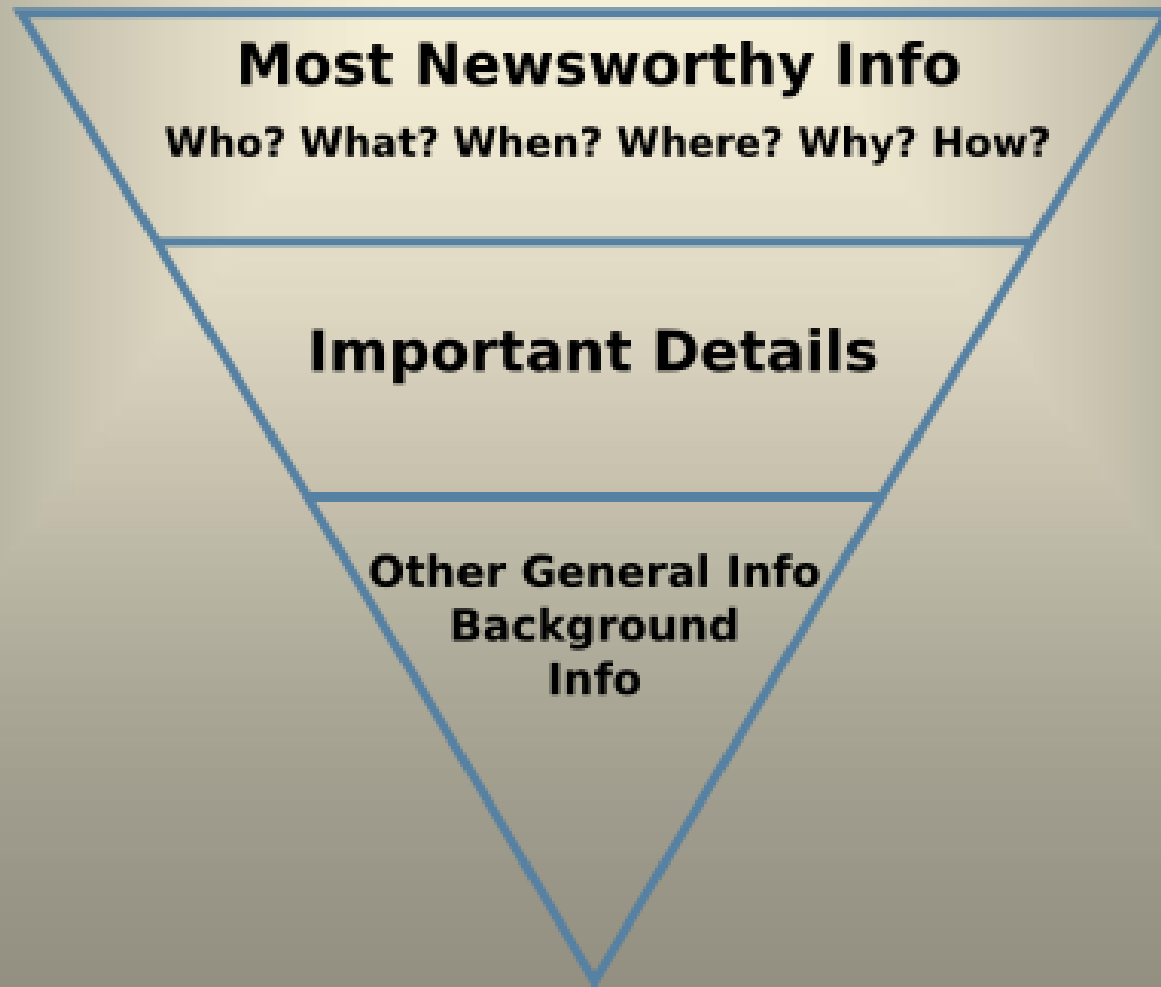 Most Newsworthy Info
Who? What? When? Where? Why? How?
Important Details
Other General Info
Background
Info